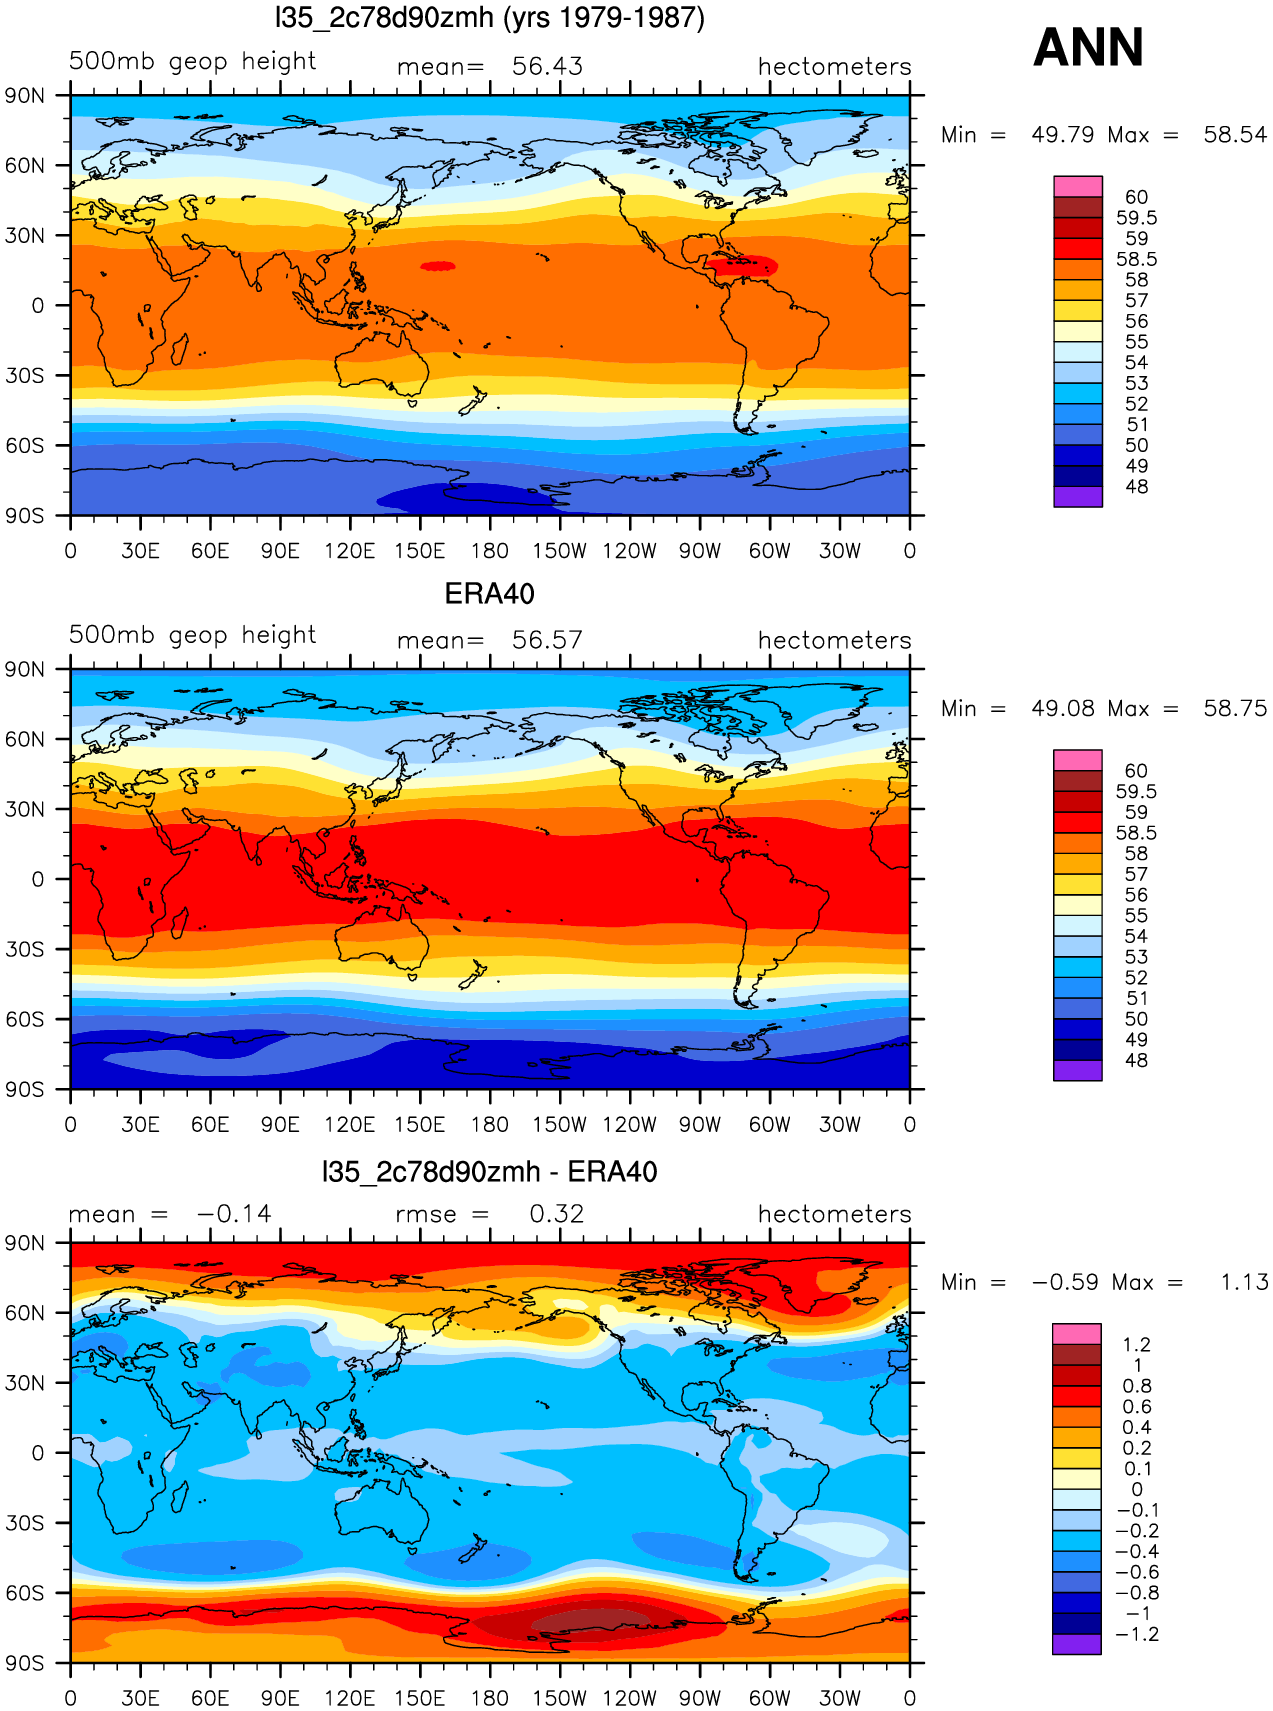 l35_2c78d90zmh (yrs 1979-1987)
ANN
500mb geop height mean= 56.43 hectometers
Min = 49.79 Max = 58.54
90N
60N
30N
0
30S
60S
90S
0 30E 60E 90E 120E 150E 180 150W 120W 90W 60W 30W 0
60
59.5
59
58.5
58
57
56
55
54
53
52
51
50
49
48
ERA40
500mb geop height mean= 56.57 hectometers
Min = 49.08 Max = 58.75
90N
60N
30N
0
30S
60S
90S
0 30E 60E 90E 120E 150E 180 150W 120W 90W 60W 30W 0
60
59.5
59
58.5
58
57
56
55
54
53
52
51
50
49
48
l35_2c78d90zmh - ERA40
mean = −0.14 rmse = 0.32 hectometers
Min = −0.59 Max = 1.13
90N
60N
30N
0
30S
60S
90S
0 30E 60E 90E 120E 150E 180 150W 120W 90W 60W 30W 0
1.2
1
0.8
0.6
0.4
0.2
0.1
0
−0.1
−0.2
−0.4
−0.6
−0.8
−1
−1.2